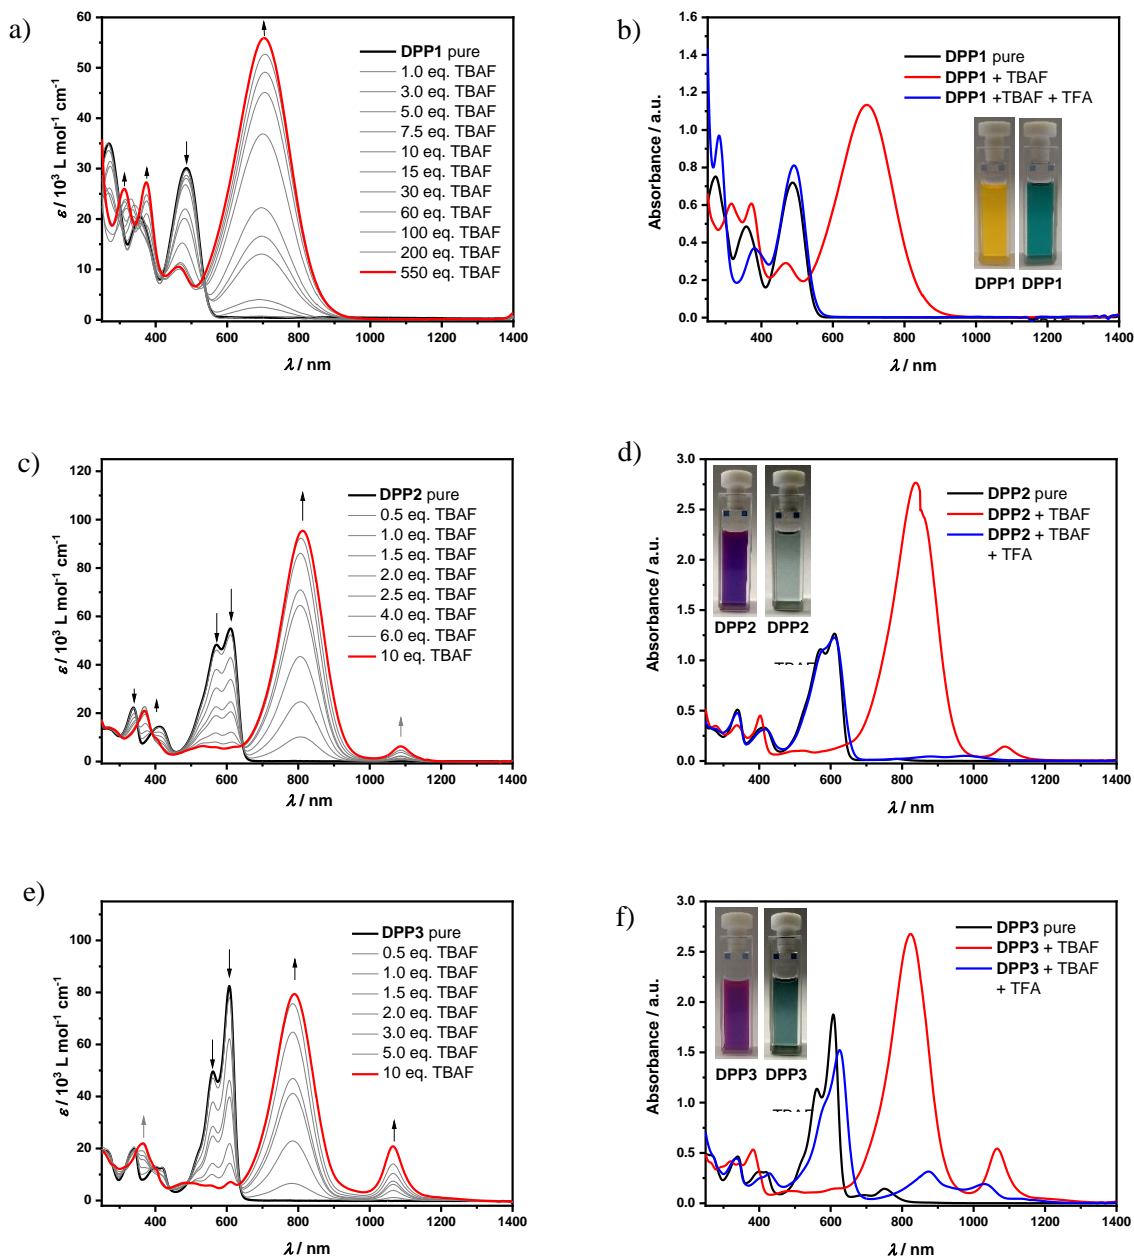 a)
60
50
40
30
20
10
0
ε / 10³ L mol⁻¹ cm⁻¹
DPP1 pure
1.0 eq. TBAF
3.0 eq. TBAF
5.0 eq. TBAF
7.5 eq. TBAF
10 eq. TBAF
15 eq. TBAF
30 eq. TBAF
60 eq. TBAF
100 eq. TBAF
200 eq. TBAF
550 eq. TBAF
400 600 800 1000 1200 1400
λ / nm
b)
1.6
1.4
1.2
1.0
0.8
0.6
0.4
0.2
0.0
Absorbance / a.u.
DPP1 pure
DPP1 + TBAF
DPP1 +TBAF + TFA
DPP1 DPP1
400 600 800 1000 1200 1400
λ / nm
c)
120
100
80
60
40
20
0
ε / 10³ L mol⁻¹ cm⁻¹
DPP2 pure
0.5 eq. TBAF
1.0 eq. TBAF
1.5 eq. TBAF
2.0 eq. TBAF
2.5 eq. TBAF
4.0 eq. TBAF
6.0 eq. TBAF
10 eq. TBAF
400 600 800 1000 1200 1400
λ / nm
d)
3.0
2.5
2.0
1.5
1.0
0.5
0.0
Absorbance / a.u.
DPP2 pure
DPP2 + TBAF
DPP2 + TBAF
+ TFA
DPP2 DPP2
400 600 800 1000 1200 1400
λ / nm
e)
100
80
60
40
20
0
ε / 10³ L mol⁻¹ cm⁻¹
DPP3 pure
0.5 eq. TBAF
1.0 eq. TBAF
1.5 eq. TBAF
2.0 eq. TBAF
3.0 eq. TBAF
5.0 eq. TBAF
10 eq. TBAF
400 600 800 1000 1200 1400
λ / nm
f)
3.0
2.5
2.0
1.5
1.0
0.5
0.0
Absorbance / a.u.
DPP3 pure
DPP3 + TBAF
DPP3 + TBAF
+ TFA
DPP3 DPP3
400 600 800 1000 1200 1400
λ / nm